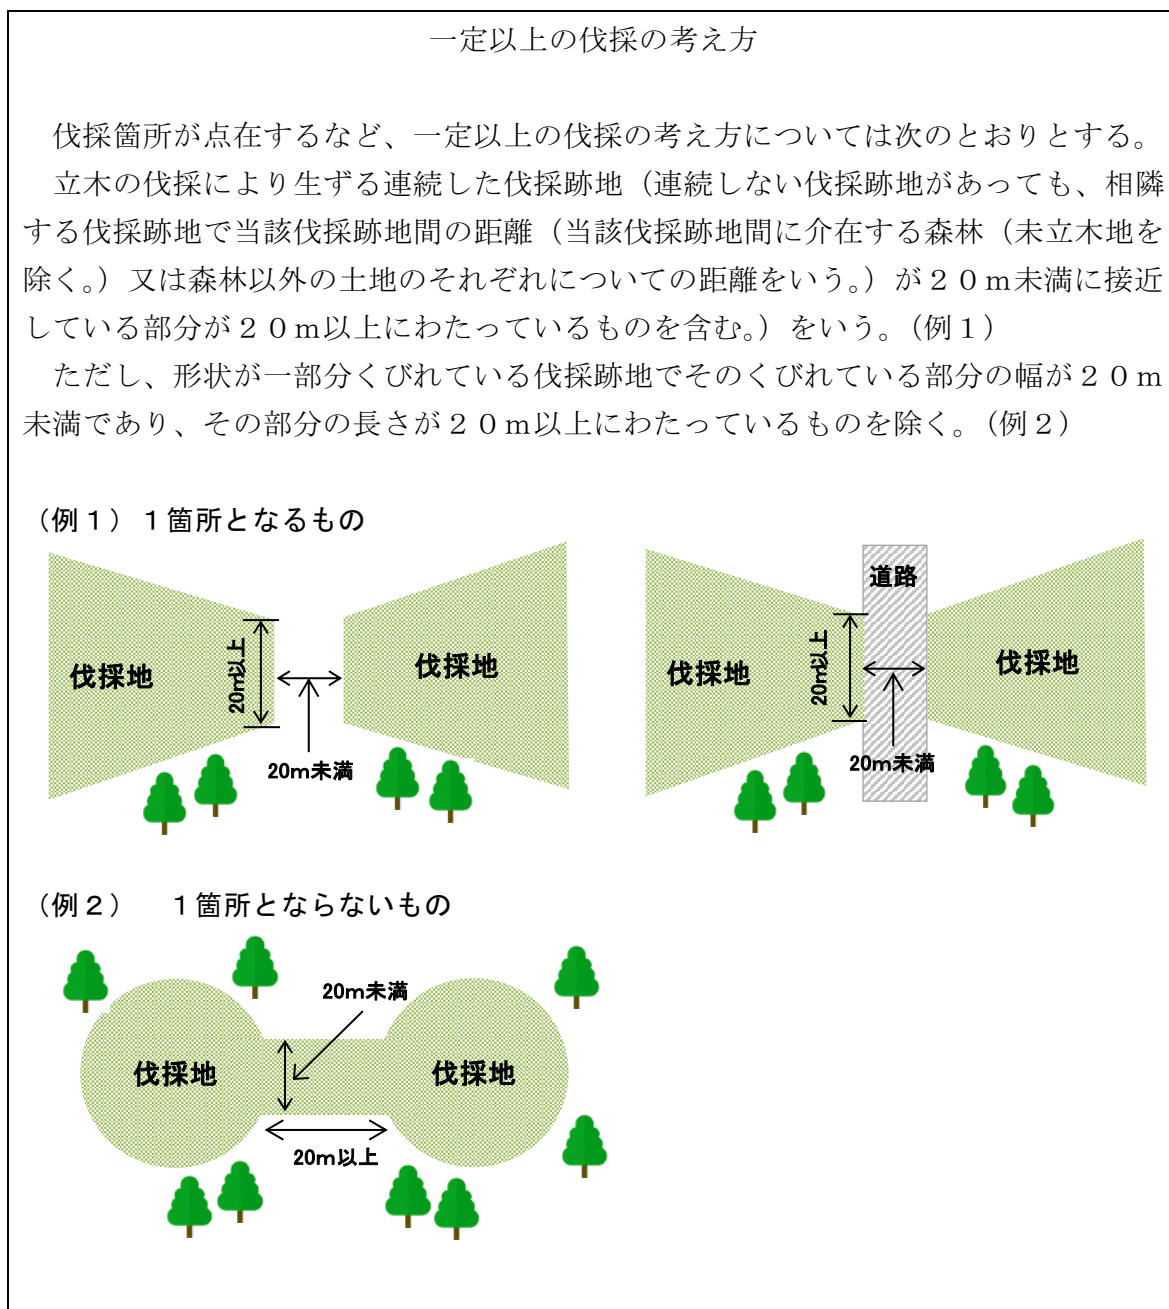 一定以上の伐採の考え方
伐採箇所が点在するなど、一定以上の伐採の考え方については次のとおりとする。
立木の伐採により生ずる連続した伐採跡地（連続しない伐採跡地があっても、相隣
する伐採跡地で当該伐採跡地間の距離（当該伐採跡地間に介在する森林（未立木地を
除く。）又は森林以外の土地のそれぞれについての距離をいう。）が２０ｍ未満に接近
している部分が２０ｍ以上にわたっているものを含む。）をいう。（例１）
ただし、形状が一部分くびれている伐採跡地でそのくびれている部分の幅が２０ｍ
未満であり、その部分の長さが２０ｍ以上にわたっているものを除く。（例２）
（例１）１箇所となるもの
伐採地
20m以上
20m未満
伐採地
伐採地
20m以上
道路
20m未満
伐採地
（例２）　１箇所とならないもの
20m未満
伐採地
伐採地
20m以上